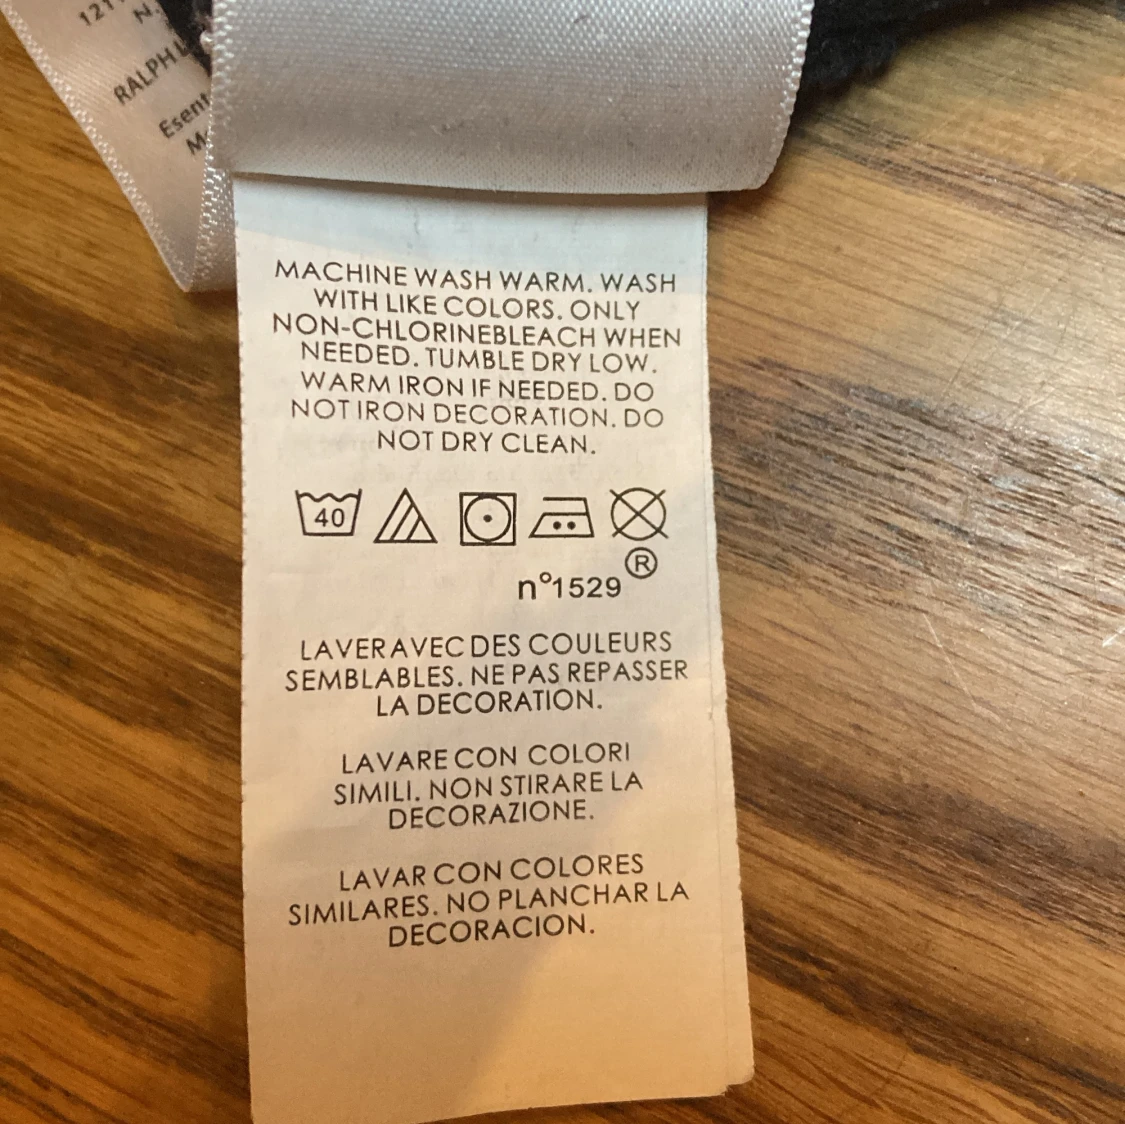 121
N
RALPH L
Esent
M
MACHINE WASH WARM. WASH
WITH LIKE COLORS. ONLY
NON-CHLORINEBLEACH WHEN
NEEDED. TUMBLE DRY LOW.
WARM IRON IF NEEDED. DO
NOT IRON DECORATION. DO
NOT DRY CLEAN.
40
®
n°1529
LAVER AVEC DES COULEURS
SEMBLABLES. NE PAS REPASSER
LA DECORATION.
LAVARE CON COLORI
SIMILI. NON STIRARE LA
DECORAZIONE.
LAVAR CON COLORES
SIMILARES. NO PLANCHAR LA
DECORACION.